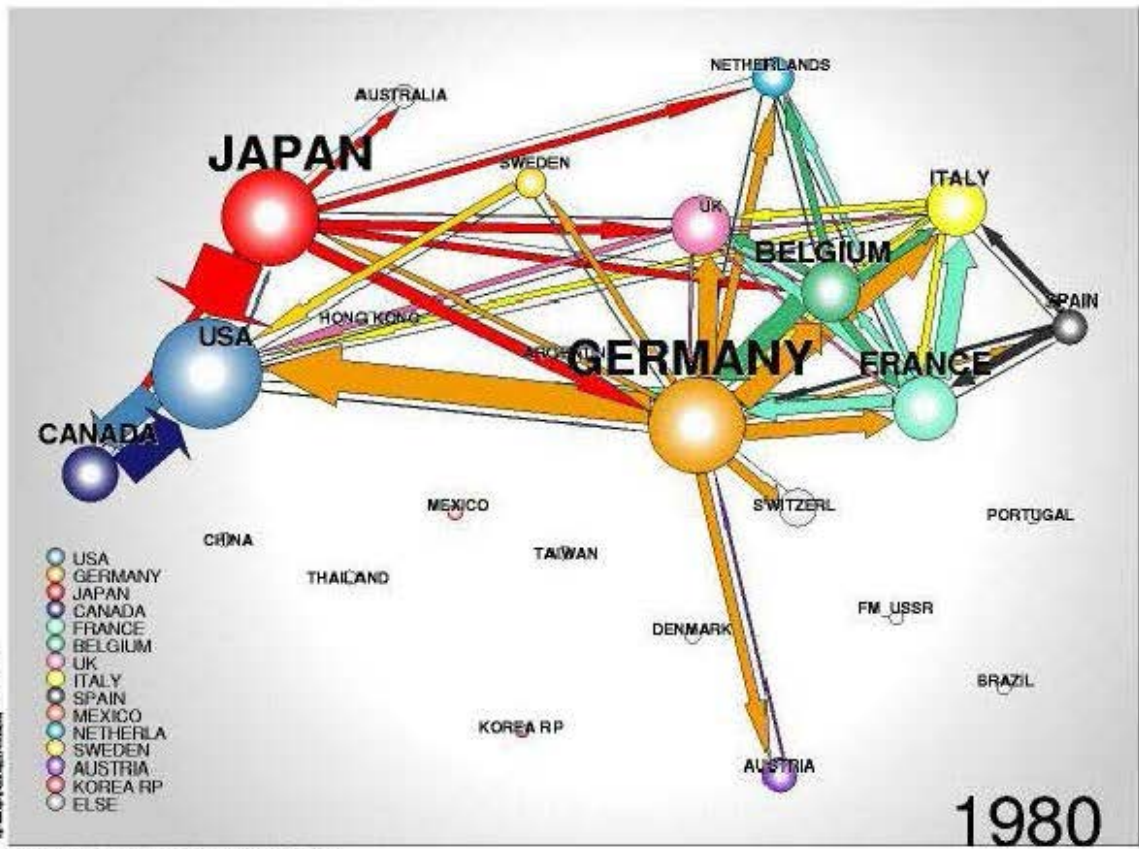 NETHERLANDS
AUSTRALIA
JAPAN
SWEDEN
ITALY
UK
BELGIUM
SPAIN
HONG KONG
USA
GERMANY
FRANCE
CANADA
MEXICO
SWITZERL
PORTUGAL
CHINA
TAIWAN
THAILAND
FM_USSR
DENMARK
BRAZIL
KOREA RP
AUSTRIA
USA
GERMANY
JAPAN
CANADA
FRANCE
BELGIUM
UK
ITALY
SPAIN
MEXICO
NETHERLA
SWEDEN
AUSTRIA
KOREA RP
ELSE
1980